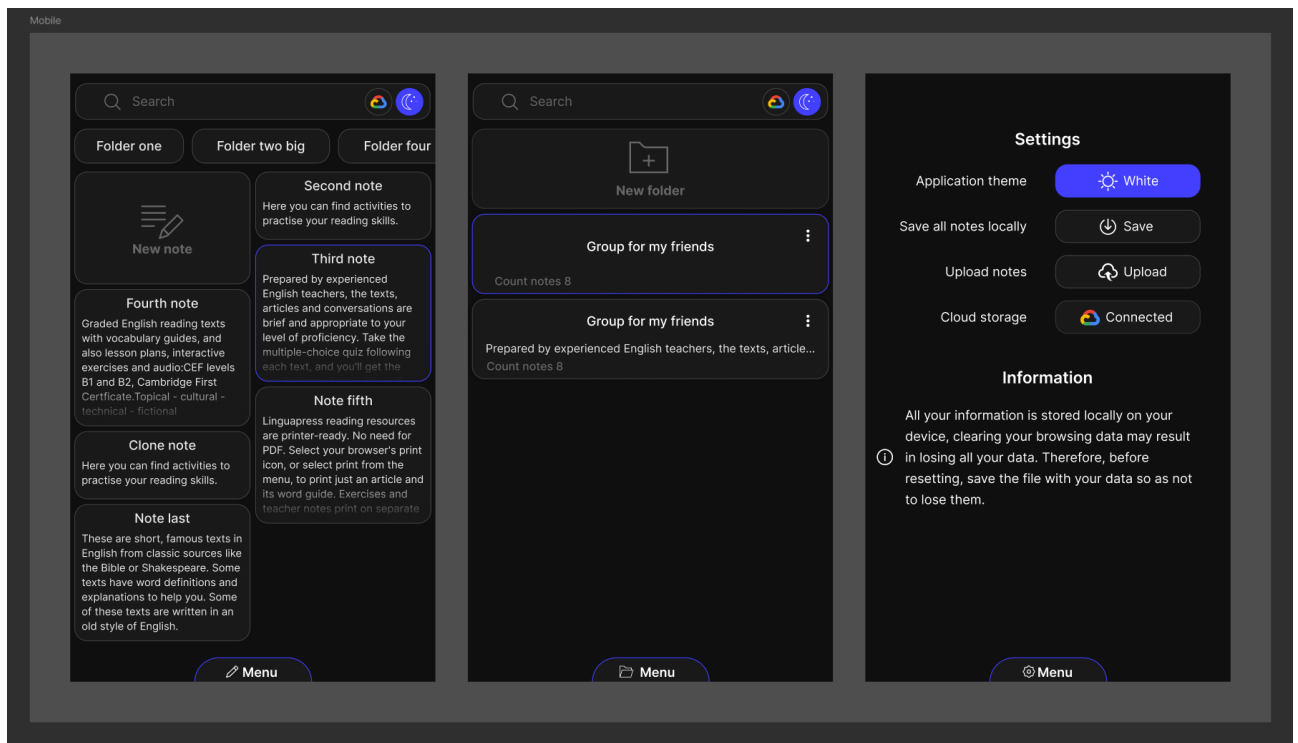 Mobile
Search
Folder one
Folder two big
Folder four
New note
Second note
Here you can find activities to
practise your reading skills.
Third note
Prepared by experienced
English teachers, the texts,
articles and conversations are
brief and appropriate to your
level of proficiency. Take the
multiple-choice quiz following
each text, and you'll get the
Fourth note
Graded English reading texts
with vocabulary guides, and
also lesson plans, interactive
exercises and audio:CEF levels
B1 and B2, Cambridge First
Certficate.Topical - cultural -
technical - fictional
Note fifth
Linguapress reading resources
are printer-ready. No need for
PDF. Select your browser's print
icon, or select print from the
menu, to print just an article and
its word guide. Exercises and
teacher notes print on separate
Clone note
Here you can find activities to
practise your reading skills.
Note last
These are short, famous texts in
English from classic sources like
the Bible or Shakespeare. Some
texts have word definitions and
explanations to help you. Some
of these texts are written in an
old style of English.
Menu
Search
New folder
Group for my friends
Count notes 8
Group for my friends
Prepared by experienced English teachers, the texts, article...
Count notes 8
Menu
Settings
Application theme
White
Save all notes locally
Save
Upload notes
Upload
Cloud storage
Connected
Information
All your information is stored locally on your
device, clearing your browsing data may result
in losing all your data. Therefore, before
resetting, save the file with your data so as not
to lose them.
Menu